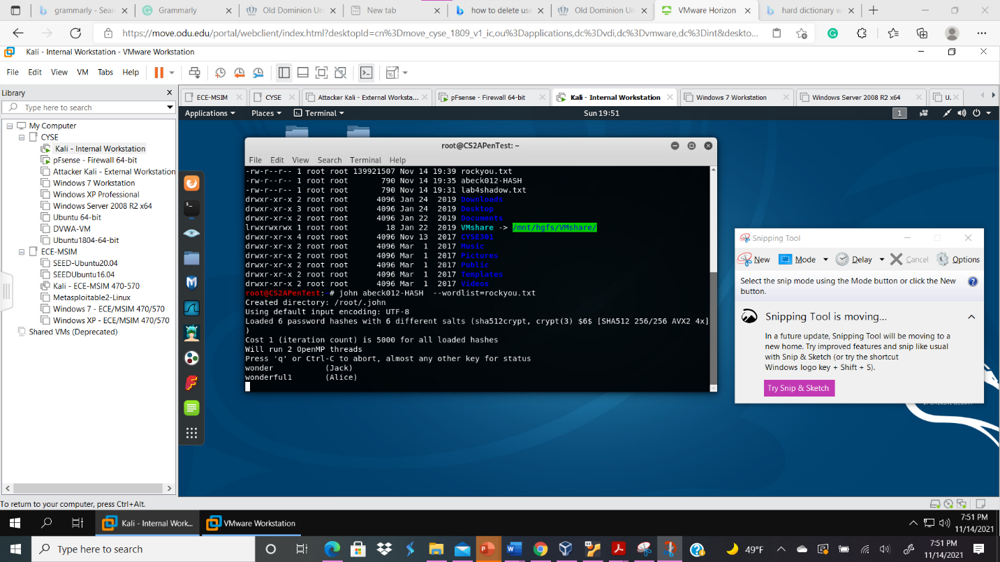 grammarly - Sear
Grammarly
Old Dominion Un
New tab
how to delete use
Old Dominion Un
VMware Horizon
hard dictionary w
https://move.odu.edu/portal/webclient/index.html?desktopId=cn%3Dmove_cyse_1809_v1_ic,ou%3Dapplications,dc%3Dvdi,dc%3Dvmware,dc%3Dint&deskto...
Kali - Internal Workstation - VMware Workstation
File Edit View VM Tabs Help
Library
Type here to search
My Computer
CYSE
Kali - Internal Workstation
pFsense - Firewall 64-bit
Attacker Kali - External Workstation
Windows 7 Workstation
Windows XP Professional
Windows Server 2008 R2 x64
Ubuntu 64-bit
DVWA-VM
Ubuntu1804-64-bit
ECE-MSIM
SEED-Ubuntu20.04
SEEDUbuntu16.04
Kali - ECE-MSIM 470-570
Metasploitable2-Linux
Windows 7 - ECE/MSIM 470/570
Windows XP - ECE/MSIM 470/570
Shared VMs (Deprecated)
ECE-MSIM
CYSE
Attacker Kali - External Worksta...
pFsense - Firewall 64-bit
Kali - Internal Workstation
Windows 7 Workstation
Windows Server 2008 R2 x64
U.
Applications Places Terminal Sun 19:51 1
root@CS2APenTest: ~
File Edit View Search Terminal Help
-rw-r--r-- 1 root root 139921507 Nov 14 19:39 rockyou.txt
-rw-r--r-- 1 root root 790 Nov 14 19:35 abeck012-HASH
-rw-r--r-- 1 root root 790 Nov 14 19:31 lab4shadow.txt
drwxr-xr-x 2 root root 4096 Jan 24 2019 Downloads
drwxr-xr-x 3 root root 4096 Jan 24 2019 Desktop
drwxr-xr-x 2 root root 4096 Jan 22 2019 Documents
lrwxrwxrwx 1 root root 18 Jan 22 2019 VMshare -> /mnt/hgfs/VMshare/
drwxr-xr-x 4 root root 4096 Nov 13 2017 CYSE301
drwxr-xr-x 2 root root 4096 Mar 1 2017 Music
drwxr-xr-x 2 root root 4096 Mar 1 2017 Pictures
drwxr-xr-x 2 root root 4096 Mar 1 2017 Public
drwxr-xr-x 2 root root 4096 Mar 1 2017 Templates
drwxr-xr-x 2 root root 4096 Mar 1 2017 Videos
root@CS2APenTest:~# john abeck012-HASH --wordlist=rockyou.txt
Created directory: /root/.john
Using default input encoding: UTF-8
Loaded 6 password hashes with 6 different salts (sha512crypt, crypt(3) $6$ [SHA512 256/256 AVX2 4x]
)
Cost 1 (iteration count) is 5000 for all loaded hashes
Will run 2 OpenMP threads
Press 'q' or Ctrl-C to abort, almost any other key for status
wonder (Jack)
wonderful1 (Alice)
Snipping Tool
New Mode Delay Cancel Options
Select the snip mode using the Mode button or click the New
button.
Snipping Tool is moving...
In a future update, Snipping Tool will be moving to a
new home. Try improved features and snip like usual
with Snip & Sketch (or try the shortcut
Windows logo key + Shift + S).
Try Snip & Sketch
BY OFFENSIVE SECURITY
To return to your computer, press Ctrl+Alt.
Kali - Internal Work...
VMware Workstation
7:51 PM
11/14/2021
Type here to search
49°F
7:51 PM
11/14/2021